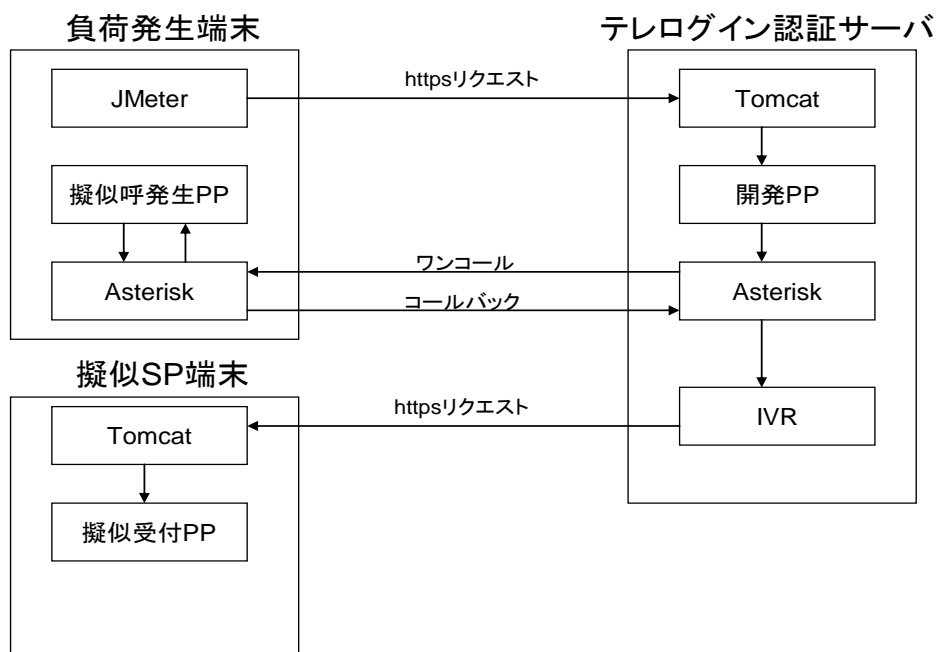 負荷発生端末
テレログイン認証サーバ
JMeter
httpsリクエスト
Tomcat
擬似呼発生PP
開発PP
ワンコール
Asterisk
Asterisk
コールバック
擬似SP端末
httpsリクエスト
IVR
Tomcat
擬似受付PP